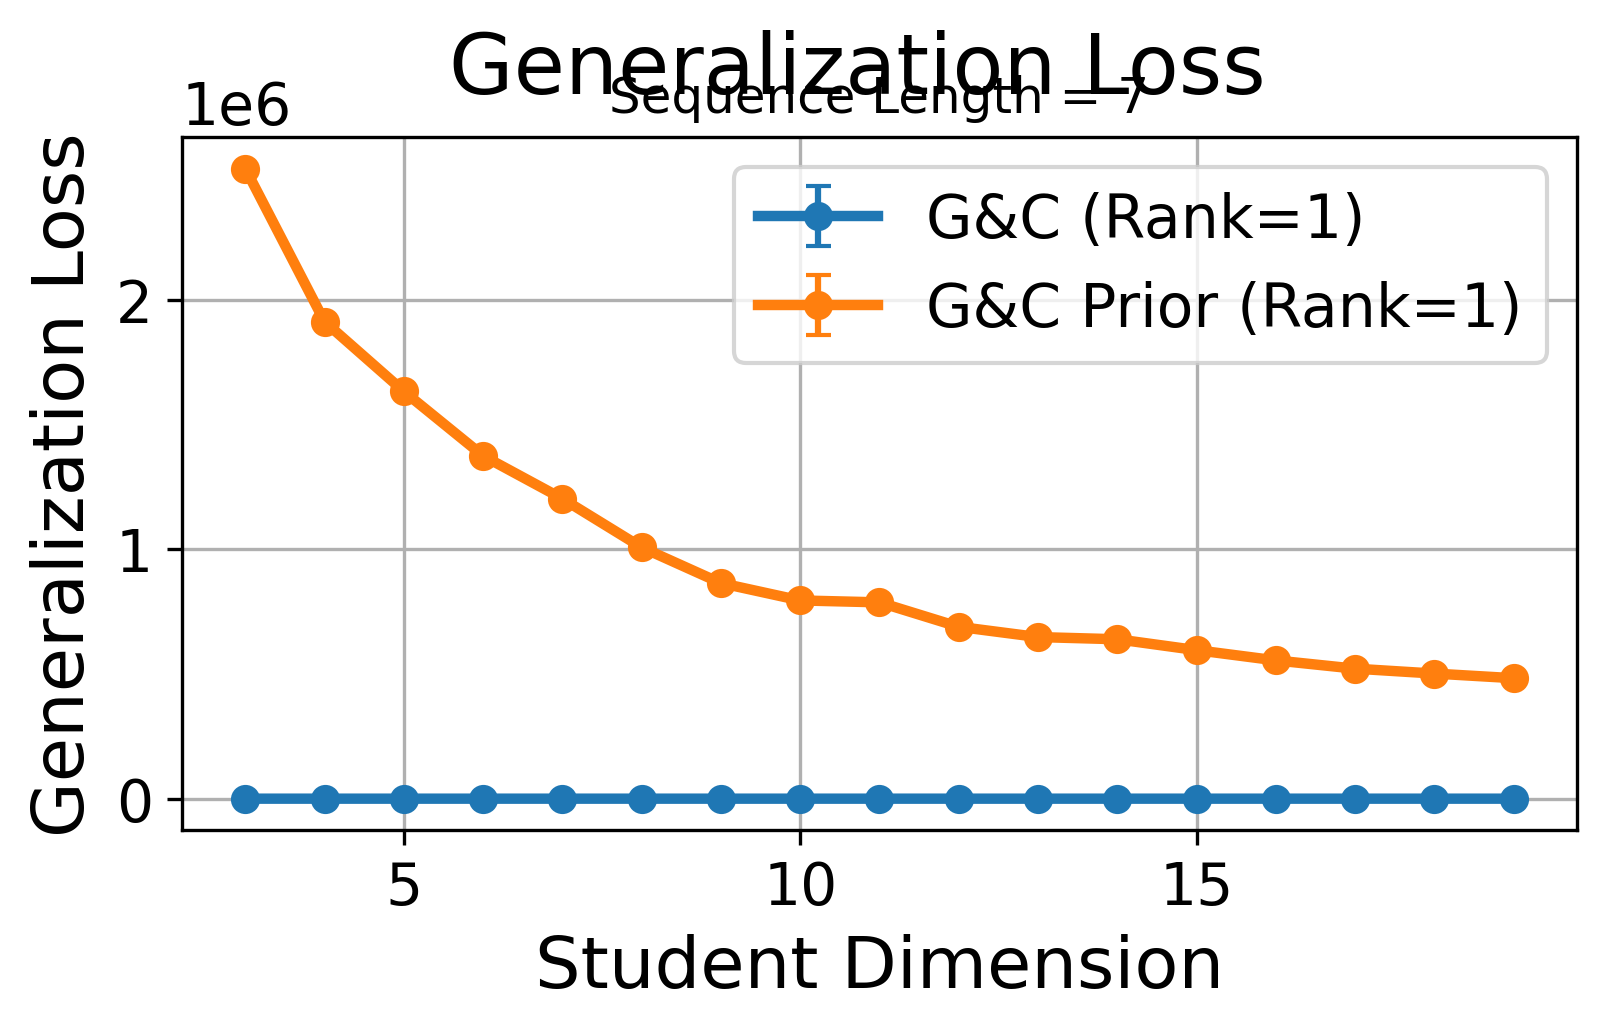 Generalization Loss
Sequence Length = 7
1e6
Generalization Loss
2
1
0
G&C (Rank=1)
G&C Prior (Rank=1)
5 10 15
Student Dimension